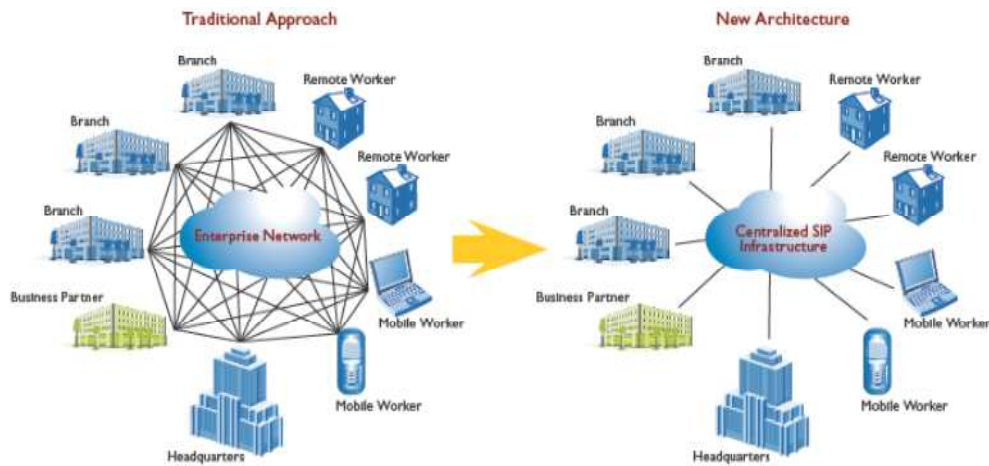 Traditional Approach
New Architecture
Branch
Remote Worker
Branch
Remote Worker
Branch
Enterprise Network
Business Partner
Mobile Worker
Mobile Worker
Headquarters
Branch
Remote Worker
Branch
Remote Worker
Branch
Centralized SIP
Infrastructure
Business Partner
Mobile Worker
Mobile Worker
Headquarters